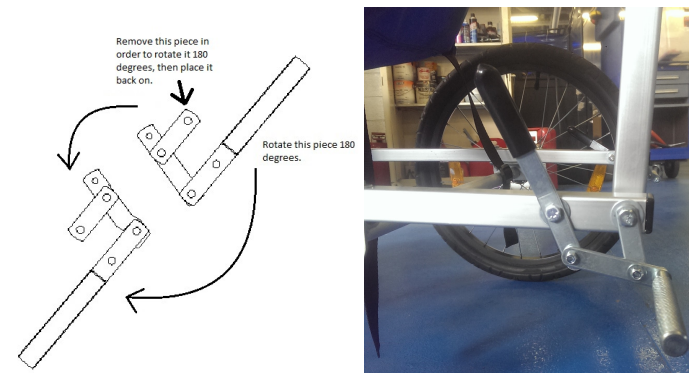 Remove this piece in
order to rotate it 180
degrees, then place it
back on.
Rotate this piece 180
degrees.